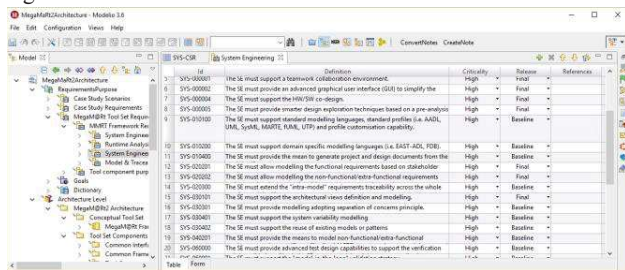 MegaMaRt2Architecture - Modelio 3.6
File Edit Configuration Views Help
ConvertNotes CreateNote
Model
SYS-CSR
System Engineering
MegaMaRt2Architecture
RequirementsPurpose
Case Study Scenarios
Case Study Requirements
MegaM@Rt Tool Set Requir
MMRT Framework Re
System Enginee
Runtime Analys
System Enginee
Model & Tracea
Tool component purp
Goals
Dictionary
Architecture Level
MegaM@Rt2 Architecture
Conceptual Tool Set
MegaM@Rt Fra
Tool Set Components
Common Interfa
Common Frame
Id Definition Criticality Release References
5 SYS-000001 The SE must support a teamwork collaboration environment. High Final
6 SYS-000002 The SE must provide an advanced graphical user interface (GUI) to simplify the High Final
7 SYS-000004 The SE must support the HW/SW co-design. High Final
8 SYS-000005 The SE must provide smarter design exploration techniques based on a pre-analysis High Final
9 SYS-010100 The SE must support standard modelling languages, standard profiles (i.e. AADL, High Baseline
UML, SysML, MARTE, fUML, UTP) and profile customisation capability.
10 SYS-010200 The SE must support domain specific modelling languages (i.e. EAST-ADL, FDB). High Baseline
11 SYS-010400 The SE must provide the mean to generate project and design documents from the High Baseline
12 SYS-020201 The SE must allow modelling the functional requirements based on stakeholder High Final
13 SYS-020202 The SE must allow modelling the non-functional/extra-functional requirements High Final
14 SYS-020300 The SE must extend the "intra-model" requirements traceability across the whole High Baseline
15 SYS-030101 The SE must support the architectural views definition and modelling. High Final
16 SYS-030301 The SE must provide modelling adopting separation of concerns principle. High Baseline
17 SYS-030401 The SE must support the system variability modelling High Baseline
18 SYS-030402 The SE must support the reuse of existing models or patterns High Baseline
19 SYS-040201 The SE must provide the means to model non-functional/extra-functional High Baseline
20 SYS-060000 The SE must provide advanced test design capabilities to support the verification High Baseline
Table Form